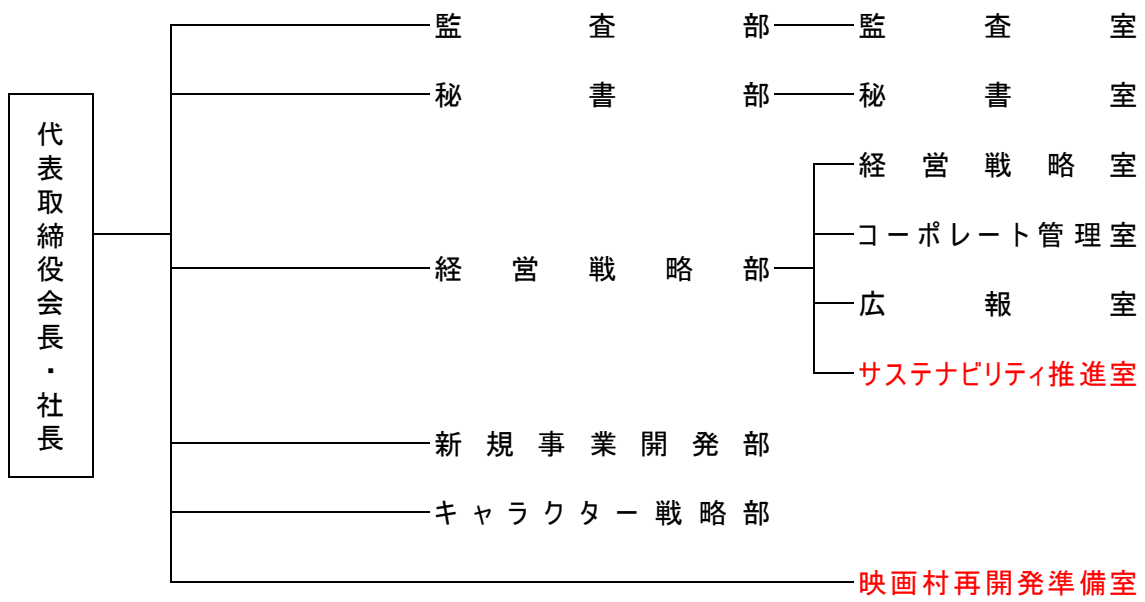 代表取締役会長・社長
監査部
監査室
秘書部
秘書室
経営戦略部
経営戦略室
コーポレート管理室
広報室
サステナビリティ推進室
新規事業開発部
キャラクター戦略部
映画村再開発準備室